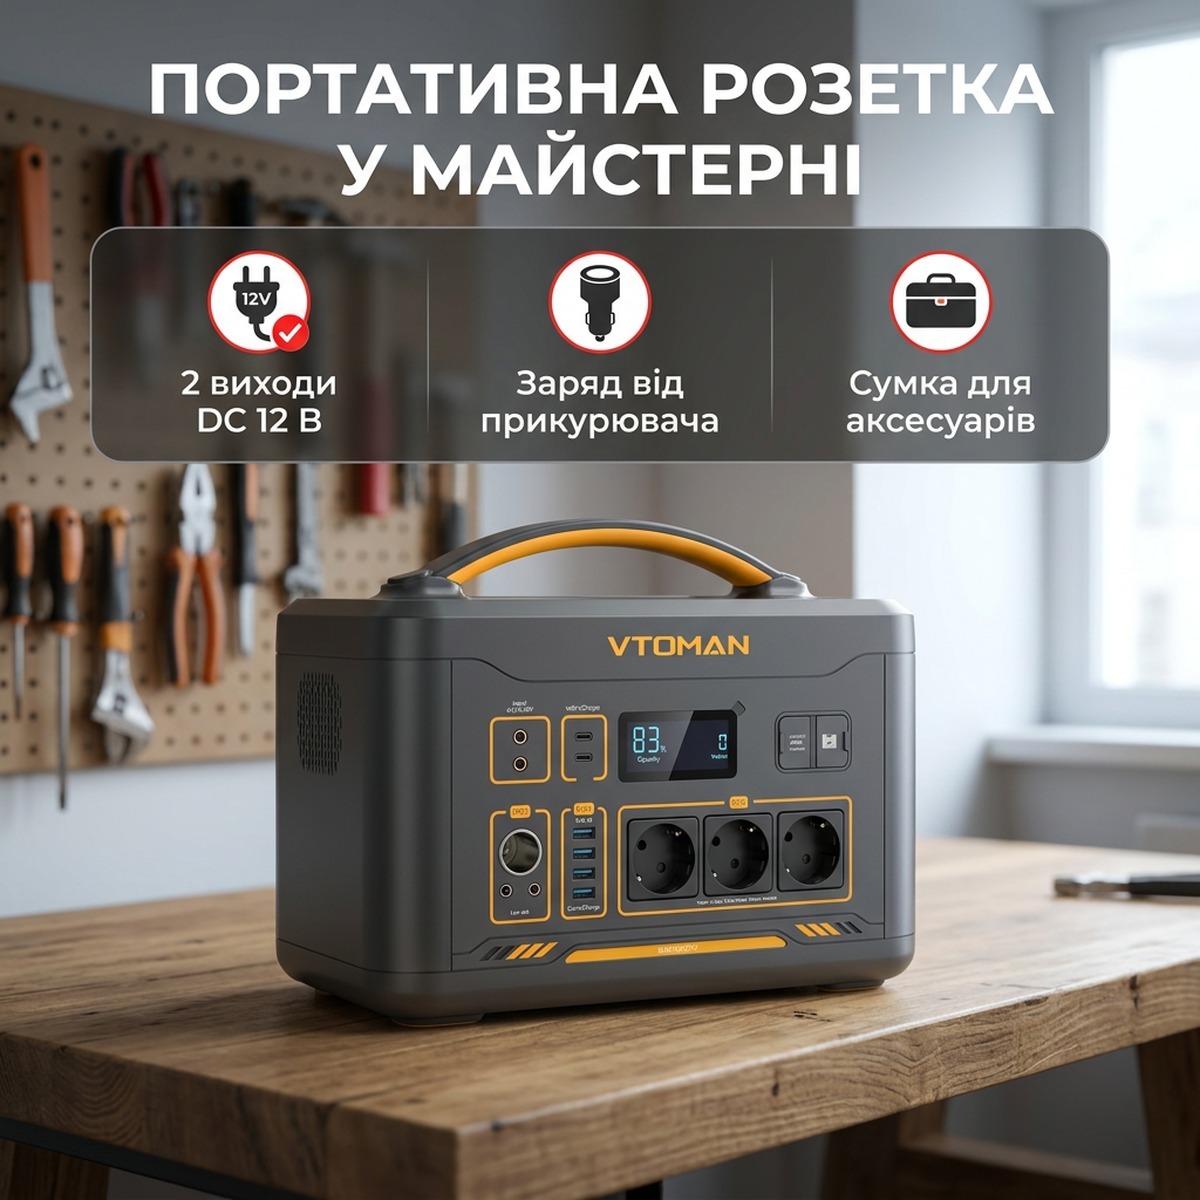 ПОРТАТИВНА РОЗЕТКА
У МАЙСТЕРНІ
12V
2 виходи
DC 12 В
Заряд від
прикурювача
Сумка для
аксесуарів
VTOMAN
83%
0